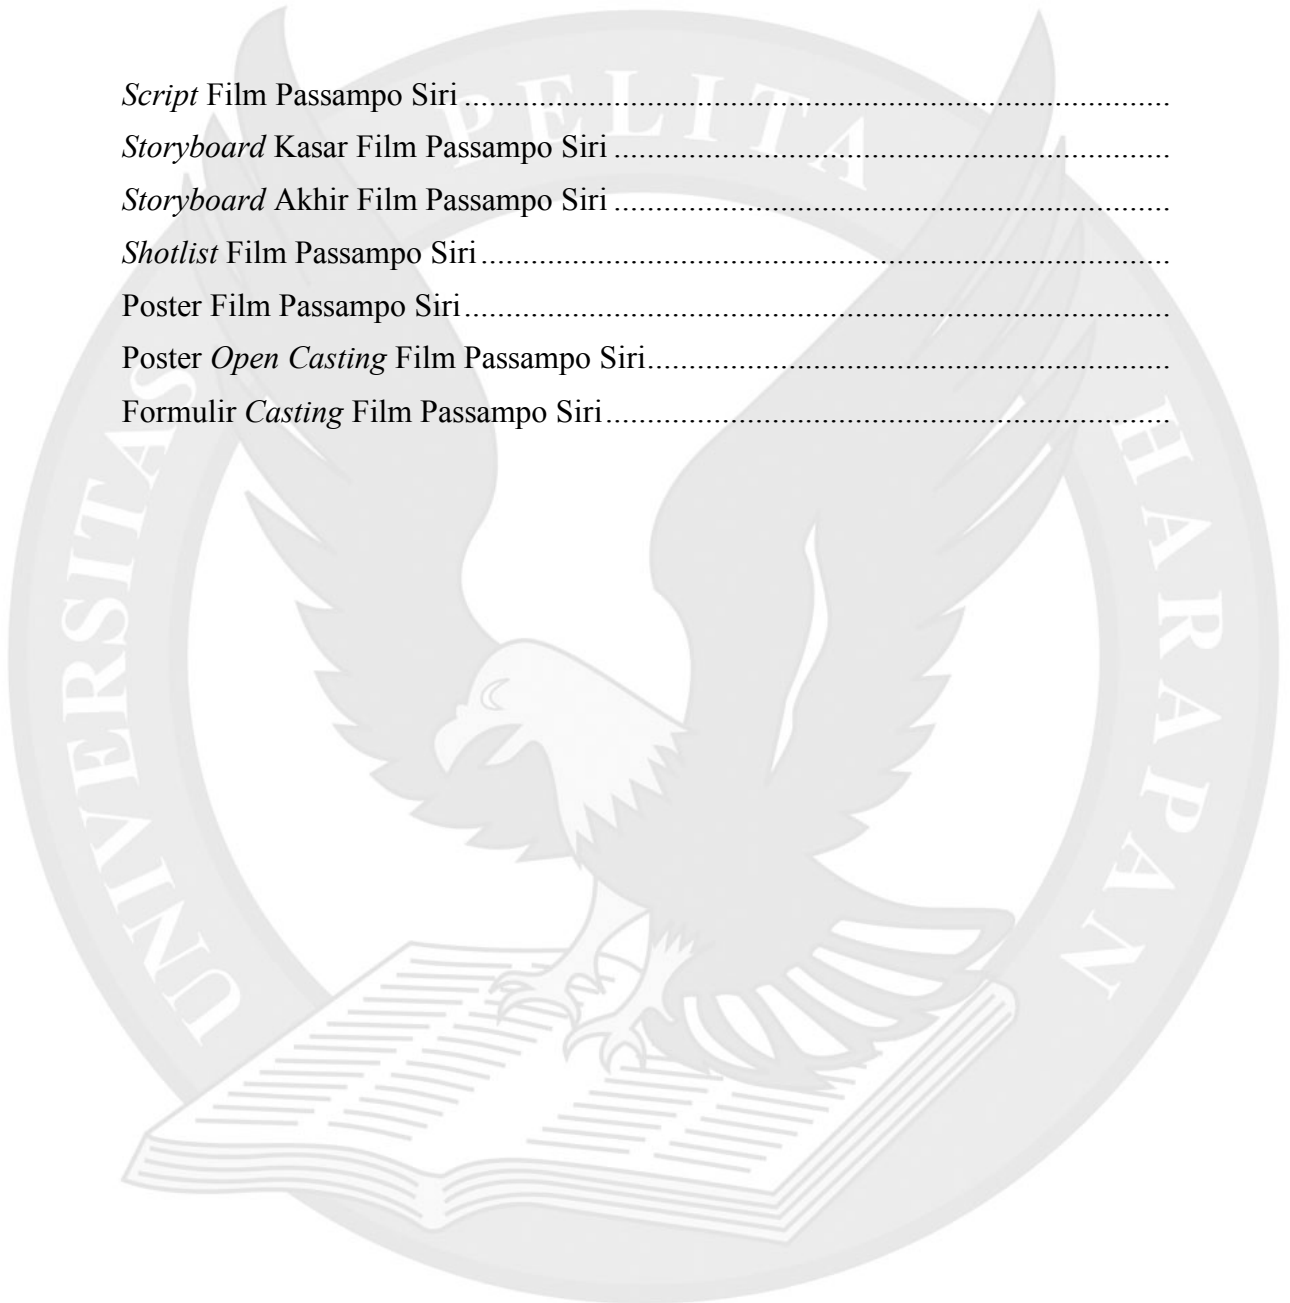 Script Film Passampo Siri ........................................................................................
Storyboard Kasar Film Passampo Siri .....................................................................
Storyboard Akhir Film Passampo Siri .....................................................................
Shotlist Film Passampo Siri ......................................................................................
Poster Film Passampo Siri ........................................................................................
Poster Open Casting Film Passampo Siri .................................................................
Formulir Casting Film Passampo Siri ......................................................................
UNIVERSITAS PELITA HARAPAN